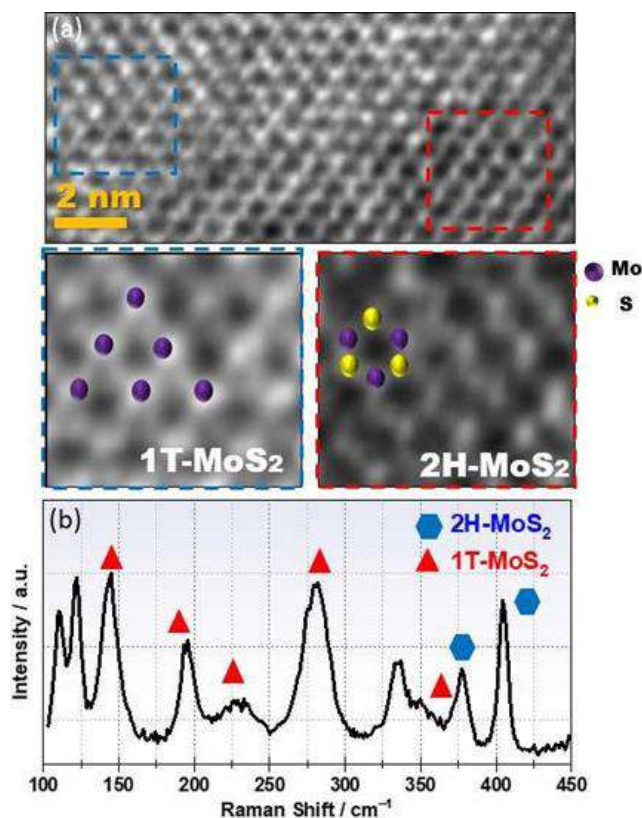 (a)
2 nm
Mo
S
1T-MoS₂
2H-MoS₂
(b)
2H-MoS₂
1T-MoS₂
Intensity / a.u.
100 150 200 250 300 350 400 450
Raman Shift / cm⁻¹